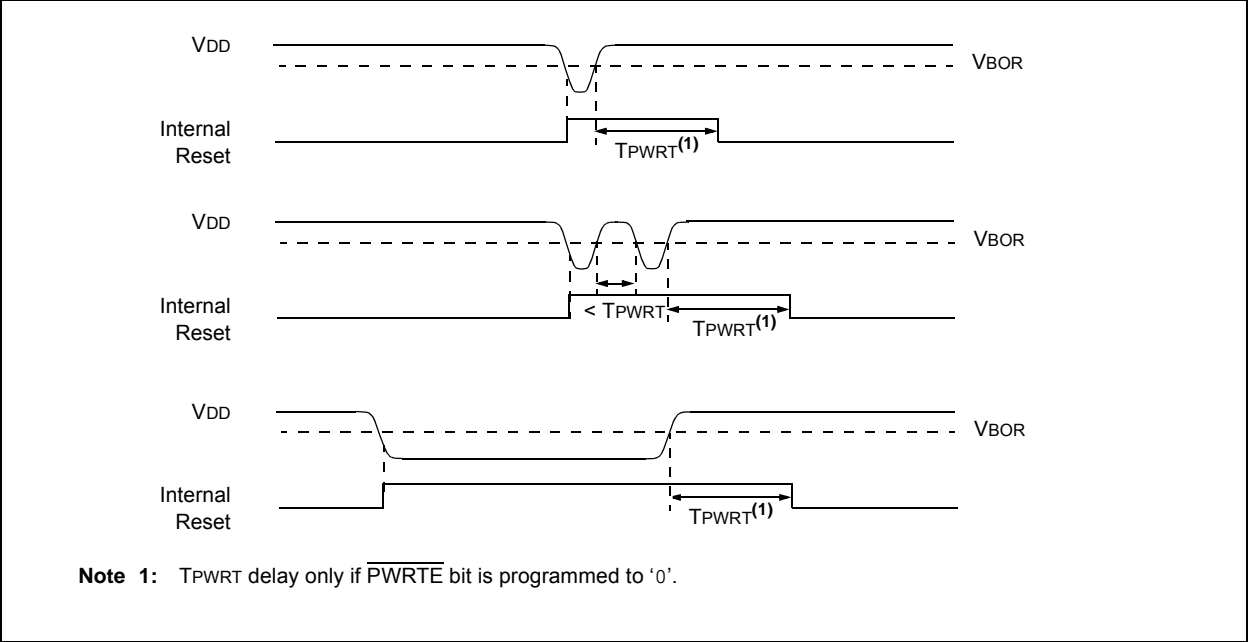 VDD
VBOR
Internal
Reset
TPWRT(1)
VDD
VBOR
Internal
Reset
< TPWRT
TPWRT(1)
VDD
VBOR
Internal
Reset
TPWRT(1)
Note 1: TPWRT delay only if PWRTE bit is programmed to ‘0’.